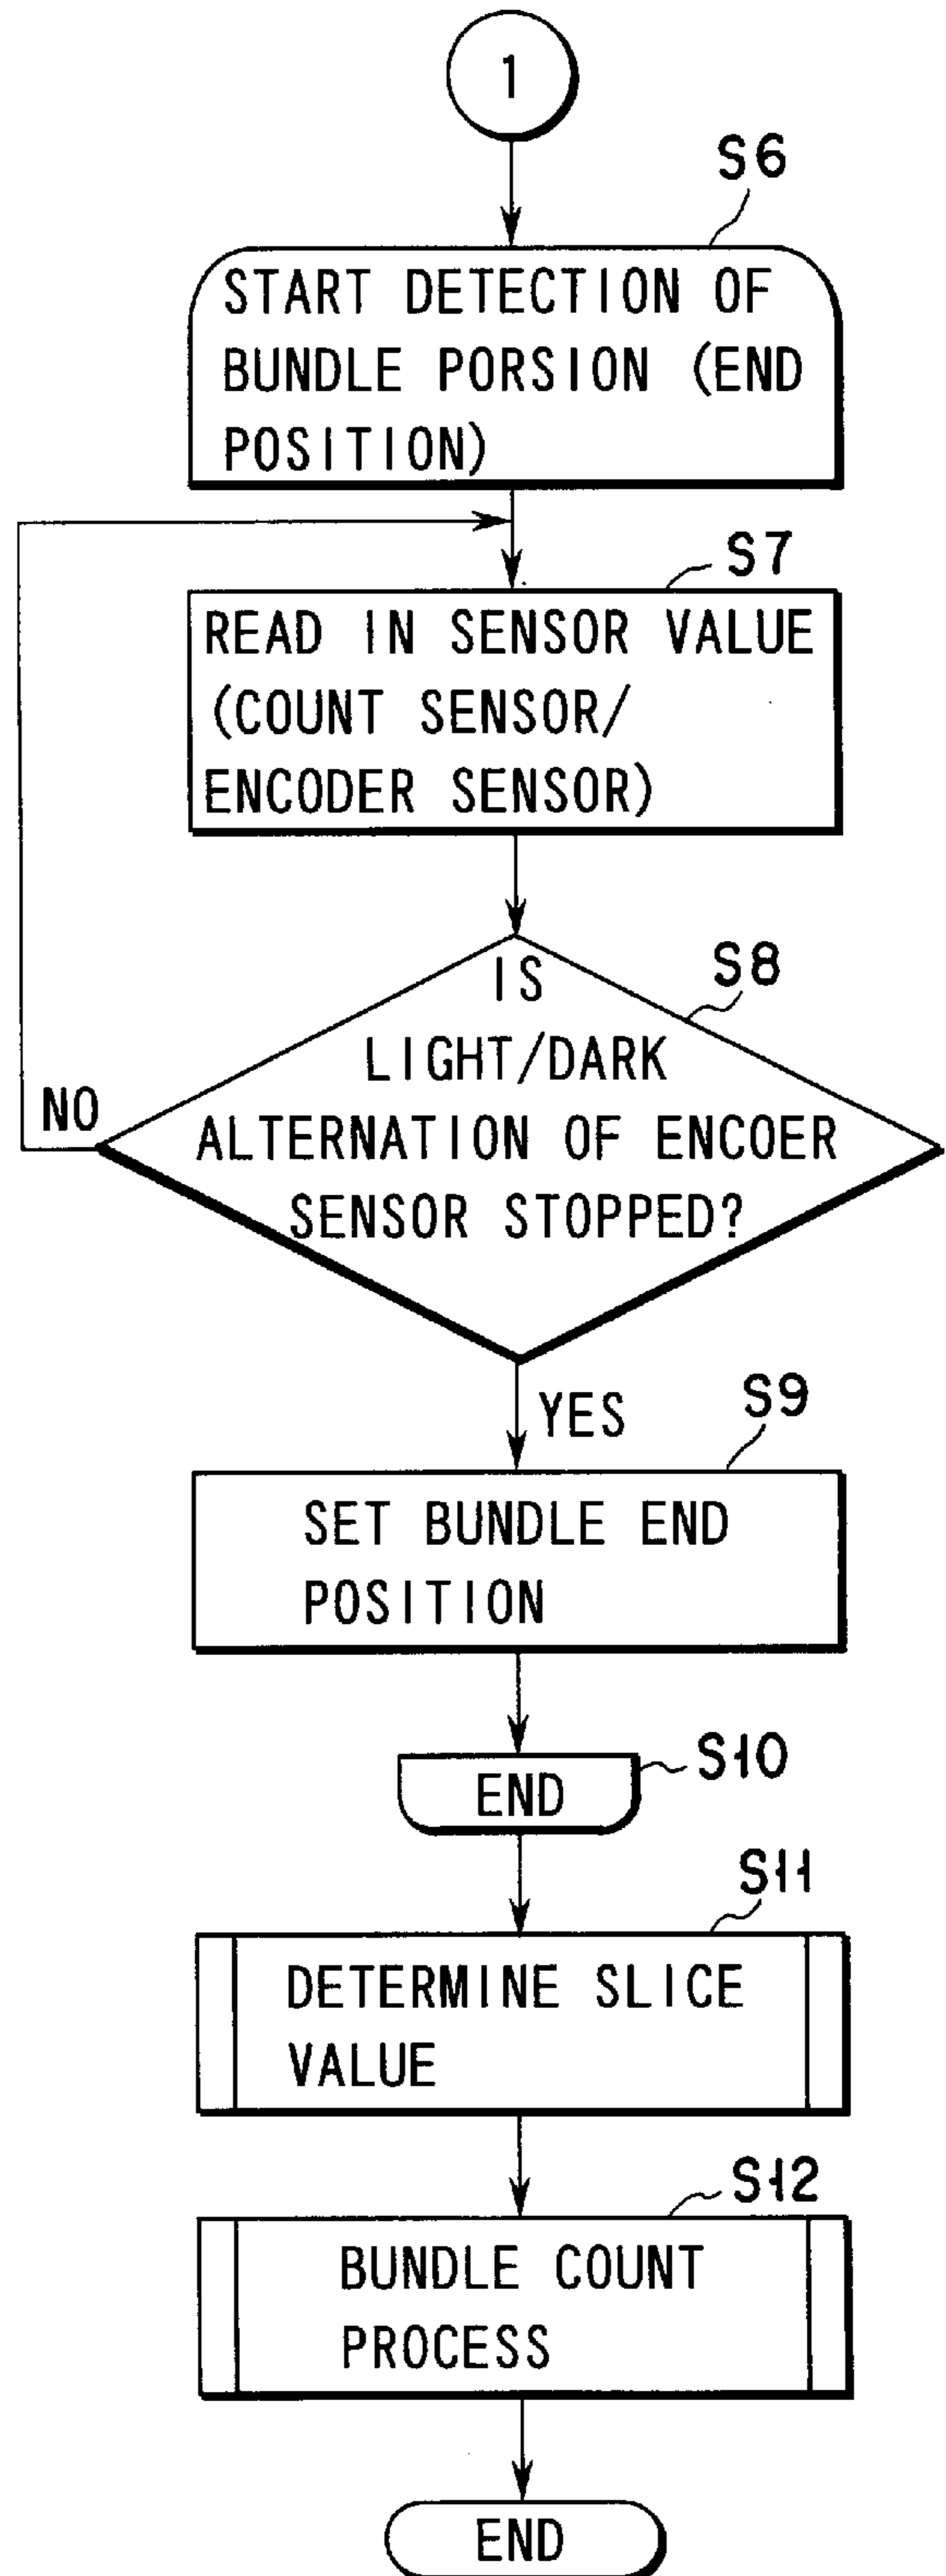 1
S6
START DETECTION OF
BUNDLE PORSION (END
POSITION)
S7
READ IN SENSOR VALUE
(COUNT SENSOR/
ENCODER SENSOR)
S8
IS
LIGHT/DARK
ALTERNATION OF ENCOER
SENSOR STOPPED?
NO
YES
S9
SET BUNDLE END
POSITION
S10
END
S11
DETERMINE SLICE
VALUE
S12
BUNDLE COUNT
PROCESS
END